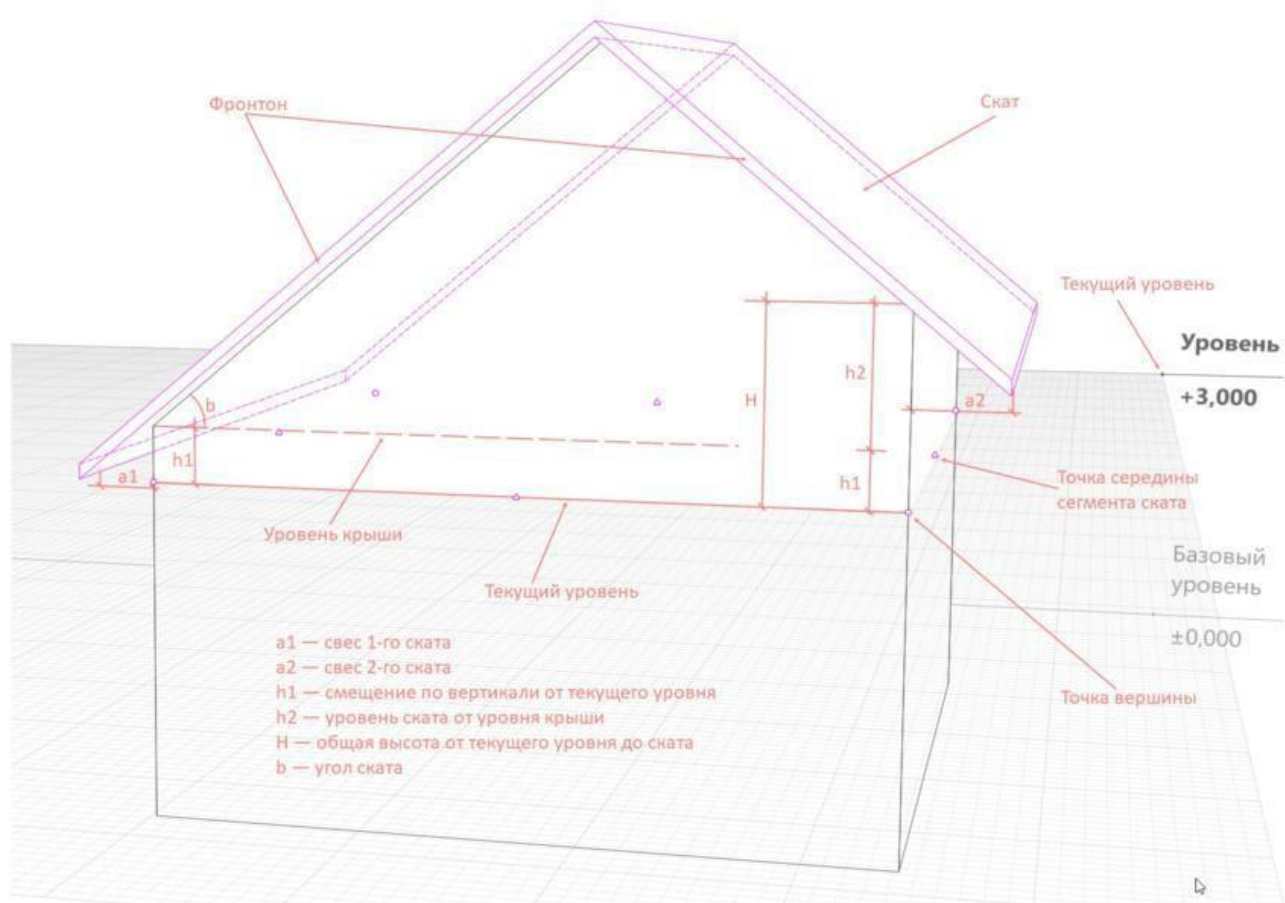 Фронтон
Скат
Текущий уровень
Уровень
+3,000
b
h2
H
a2
h1
a1
h1
Точка середины
сегмента ската
Уровень крыши
Базовый
уровень
Текущий уровень
±0,000
a1 — свес 1-го ската
a2 — свес 2-го ската
h1 — смещение по вертикали от текущего уровня
h2 — уровень ската от уровня крыши
H — общая высота от текущего уровня до ската
b — угол ската
Точка вершины